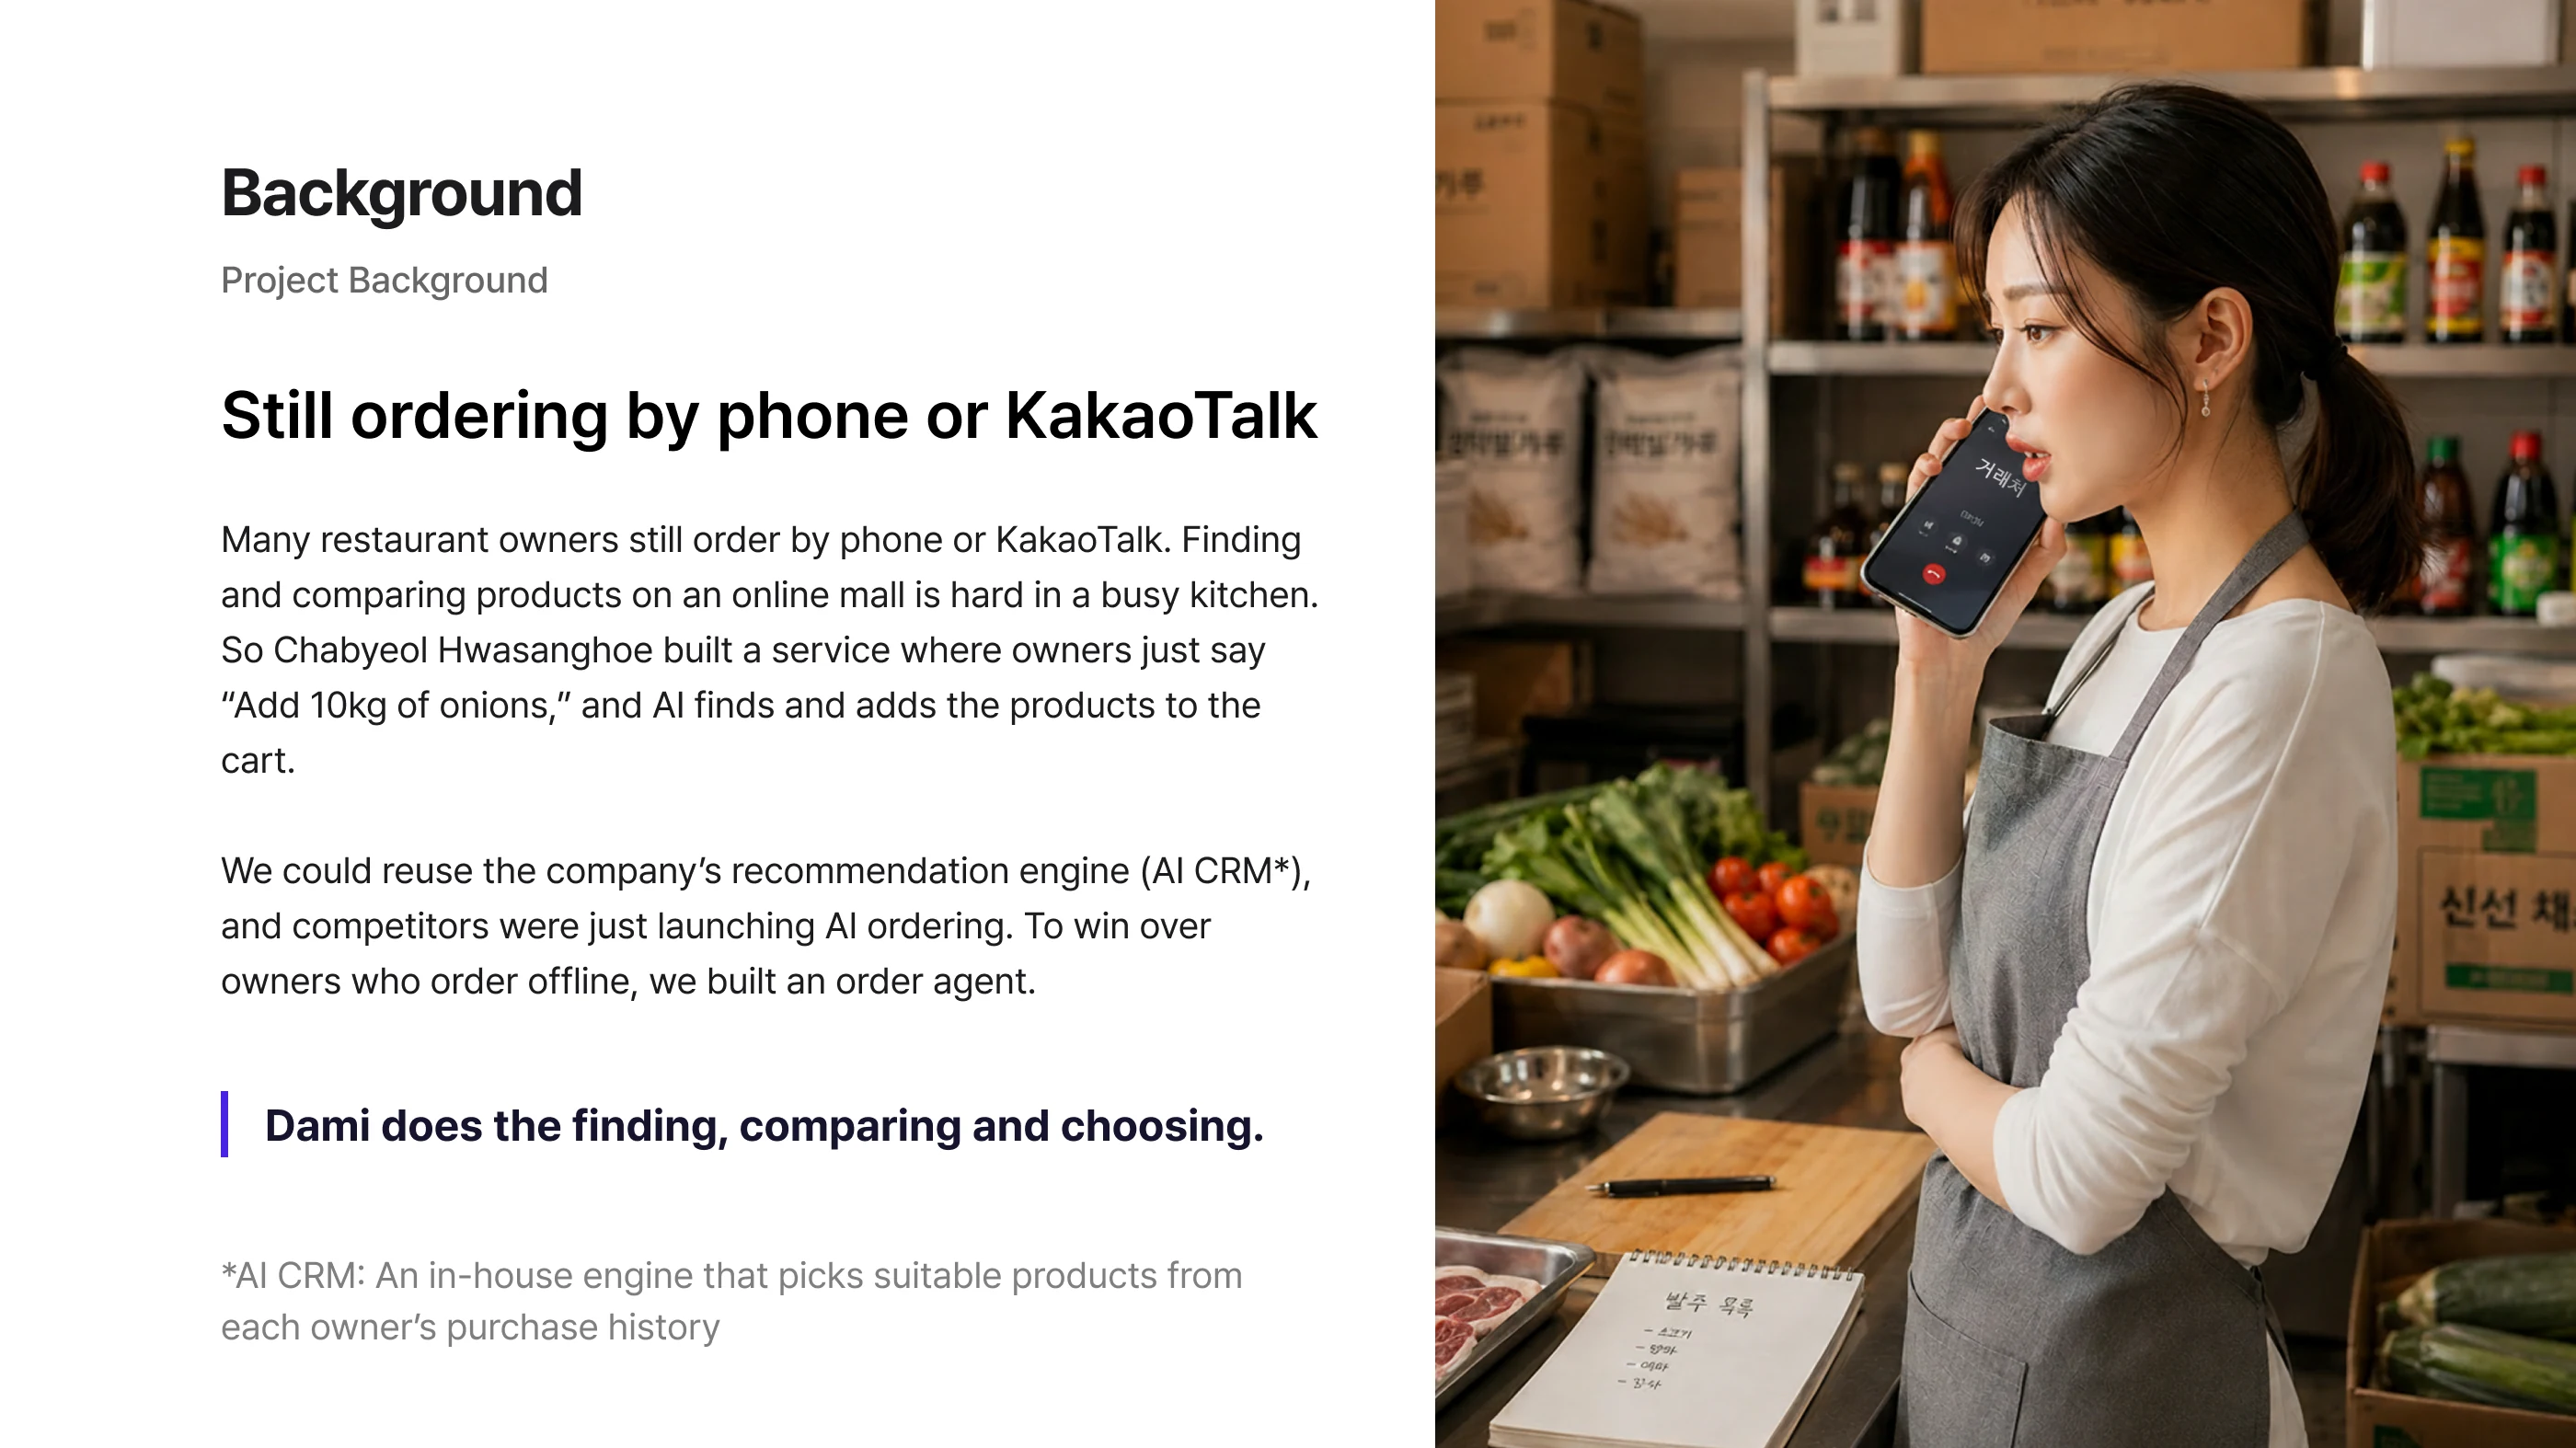 Background
Project Background
Still ordering by phone or KakaoTalk
Many restaurant owners still order by phone or KakaoTalk. Finding
and comparing products on an online mall is hard in a busy kitchen.
So Chabyeol Hwasanghoe built a service where owners just say
“Add 10kg of onions,” and AI finds and adds the products to the
cart.
We could reuse the company’s recommendation engine (AI CRM*),
and competitors were just launching AI ordering. To win over
owners who order offline, we built an order agent.
Dami does the finding, comparing and choosing.
*AI CRM: An in-house engine that picks suitable products from
each owner’s purchase history
거래처
신선
발주 목록